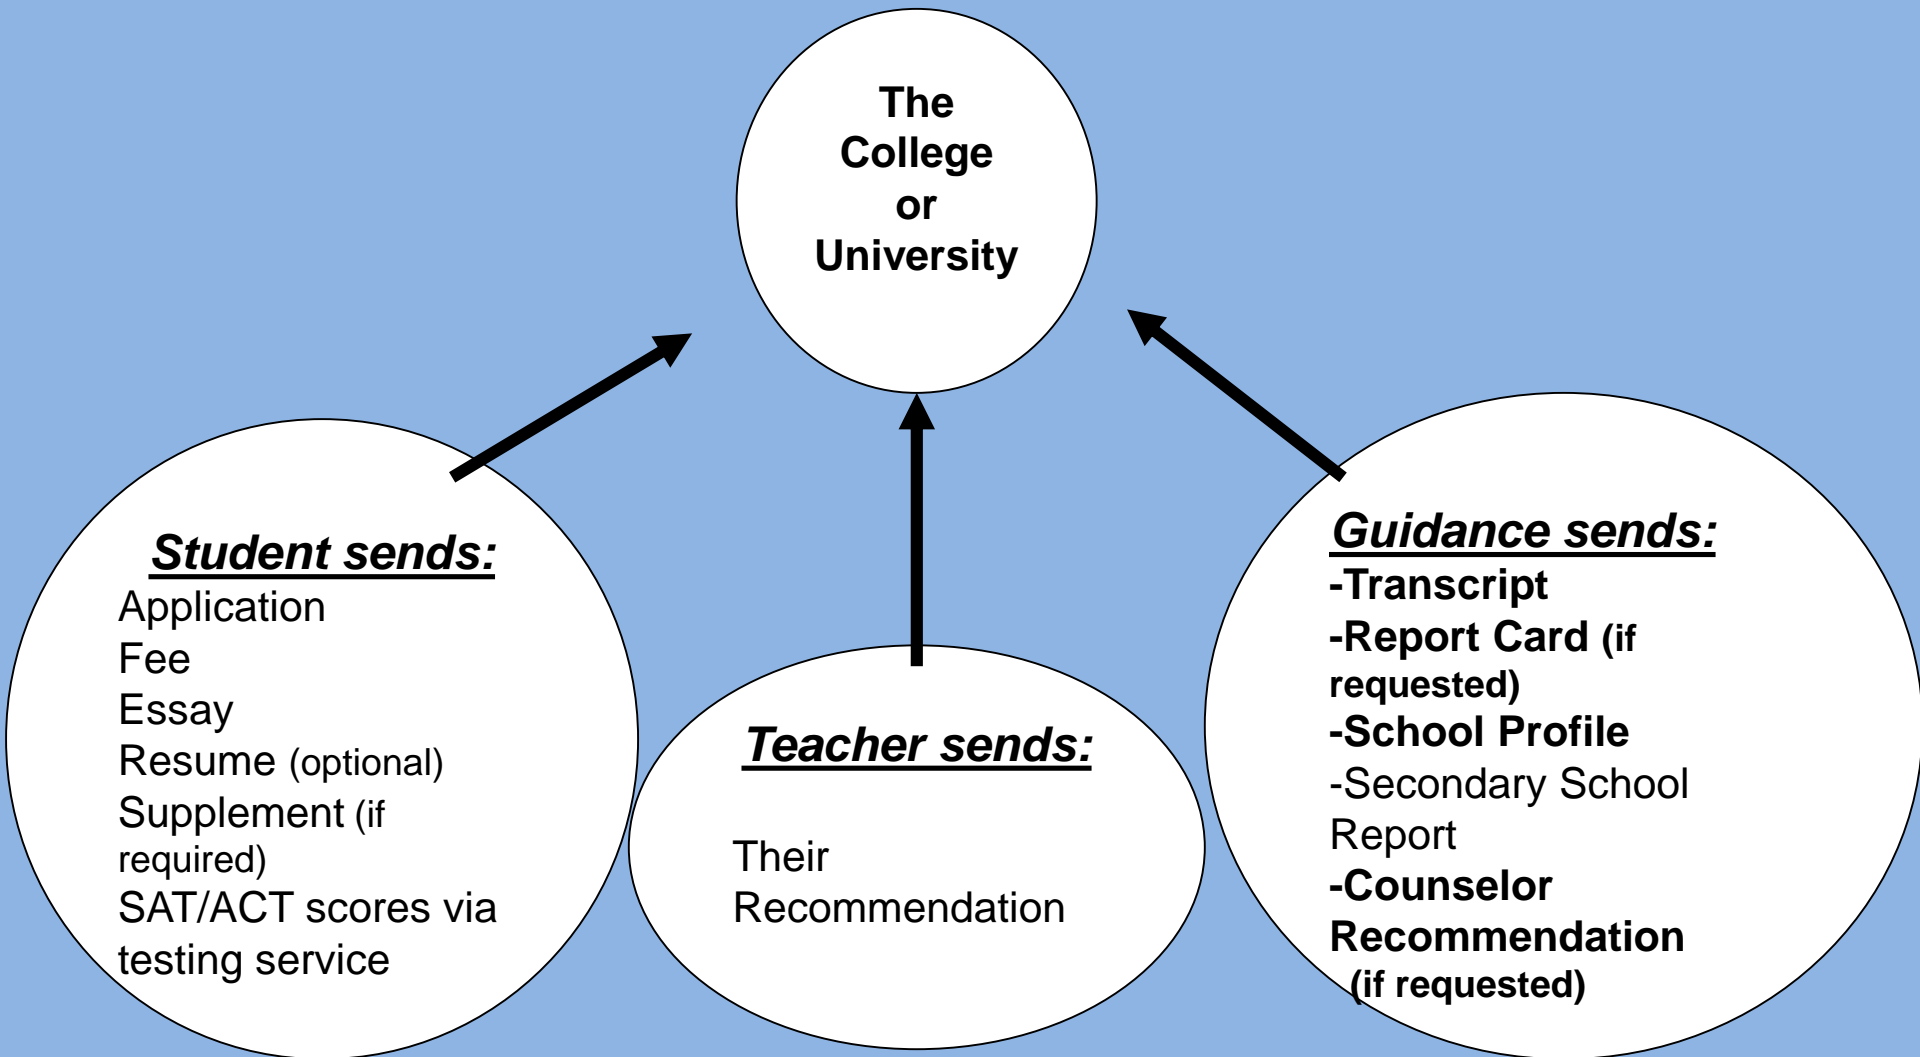 The
College
or
University
Student sends:
Application
Fee
Essay
Resume (optional)
Supplement (if
required)
SAT/ACT scores via
testing service
Teacher sends:
Their
Recommendation
Guidance sends:
-Transcript
-Report Card (if
requested)
-School Profile
-Secondary School
Report
-Counselor
Recommendation
(if requested)